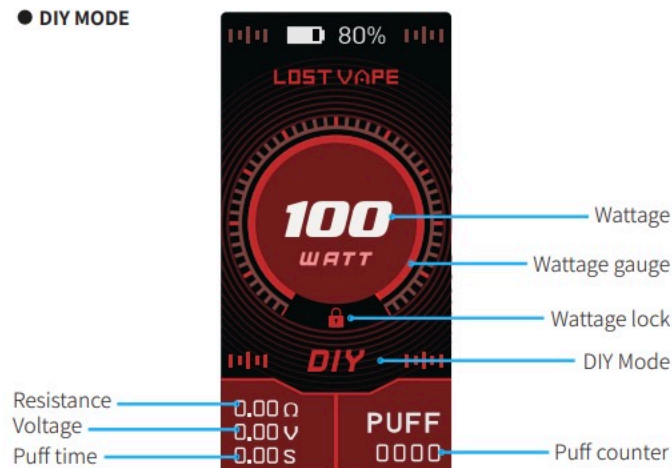 ● DIY MODE
80%
LOST VAPE
100
WATT
Wattage
Wattage gauge
Wattage lock
DIY
DIY Mode
Resistance
Voltage
Puff time
0.00 Ω
0.00 V
0.00 S
PUFF
0000
Puff counter